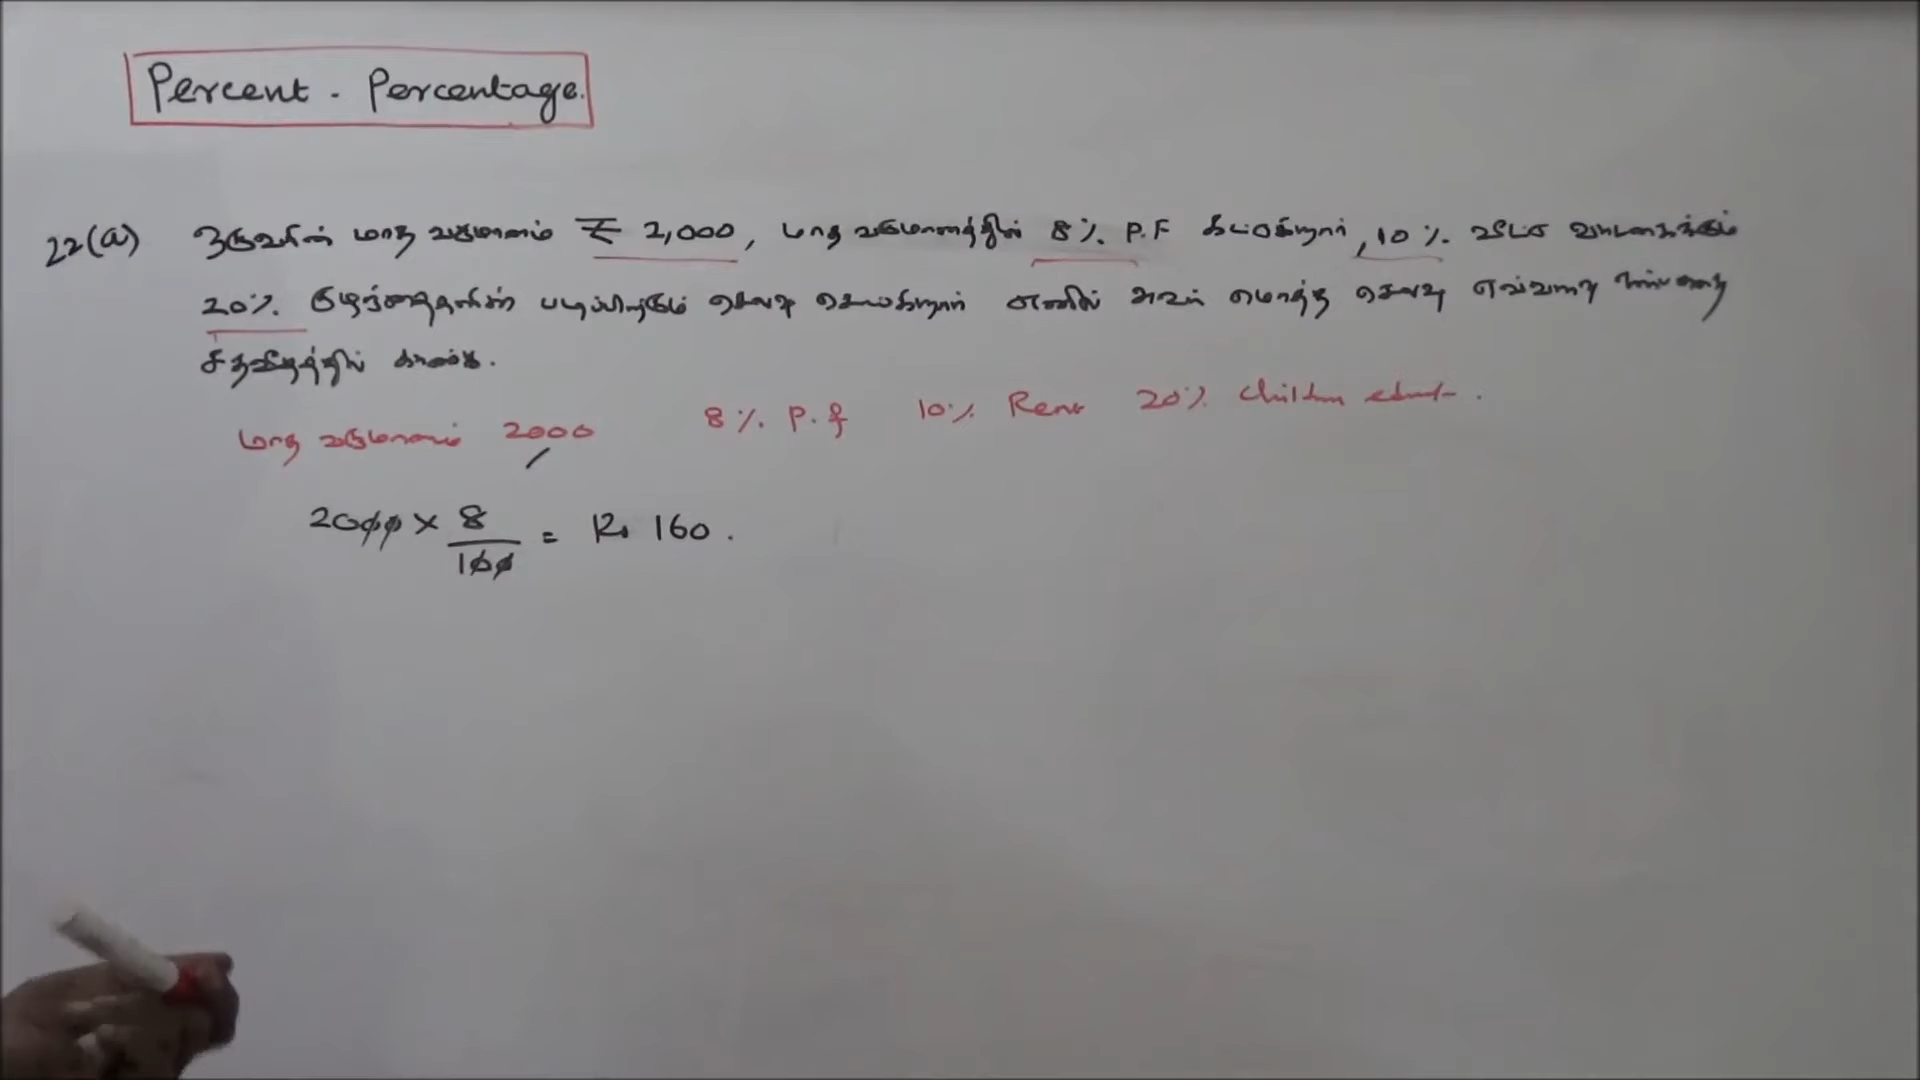 Percent - Percentage.
22(a) ஒருவரின் மாத வருமானம் ₹ 2,000, மாத வருமானத்தில் 8% P.F கட்டுகிறார், 10% வீட்டு வாடகைக்கும்
20% குழந்தைகளின் படிப்பிற்கும் செலவு செய்கிறார் எனில் அவர் மொத்த செலவு எவ்வளவு என்பதை
சதவீதத்தில் காண்க.
மாத வருமானம் 2000 8% P.f 10% Rent 20% children
2000 × 8/100 = Rs 160.